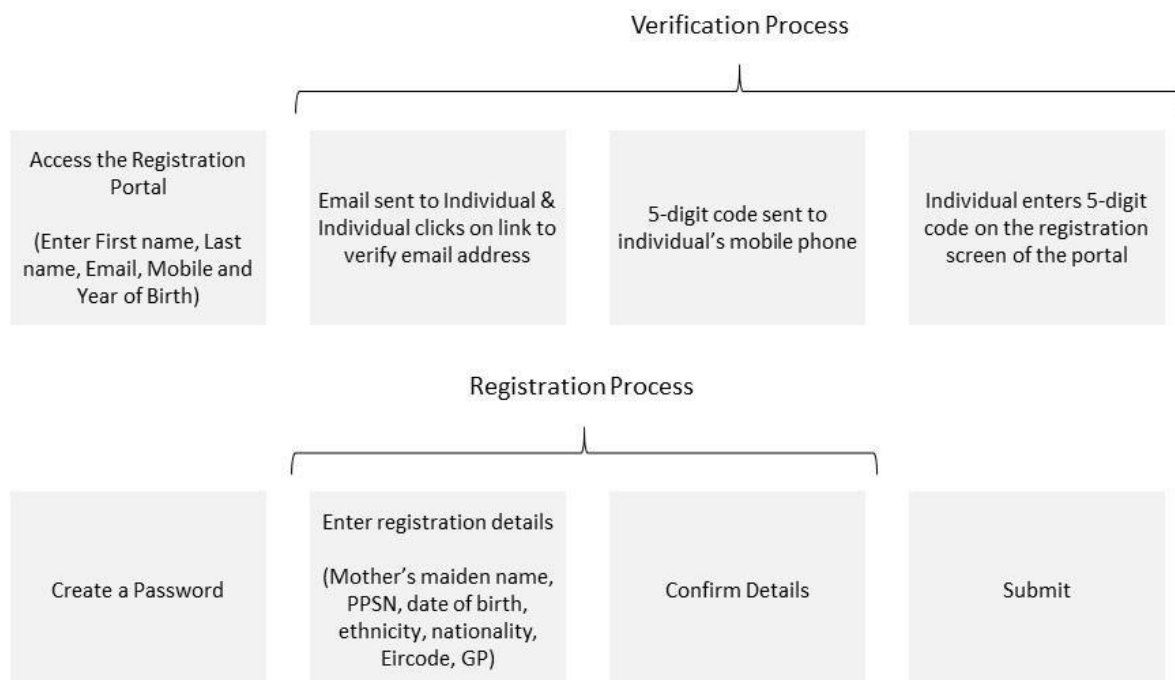 Verification Process
Access the Registration
Portal
(Enter First name, Last
name, Email, Mobile and
Year of Birth)
Email sent to Individual &
Individual clicks on link to
verify email address
5-digit code sent to
individual’s mobile phone
Individual enters 5-digit
code on the registration
screen of the portal
Registration Process
Create a Password
Enter registration details
(Mother’s maiden name,
PPSN, date of birth,
ethnicity, nationality,
Eircode, GP)
Confirm Details
Submit